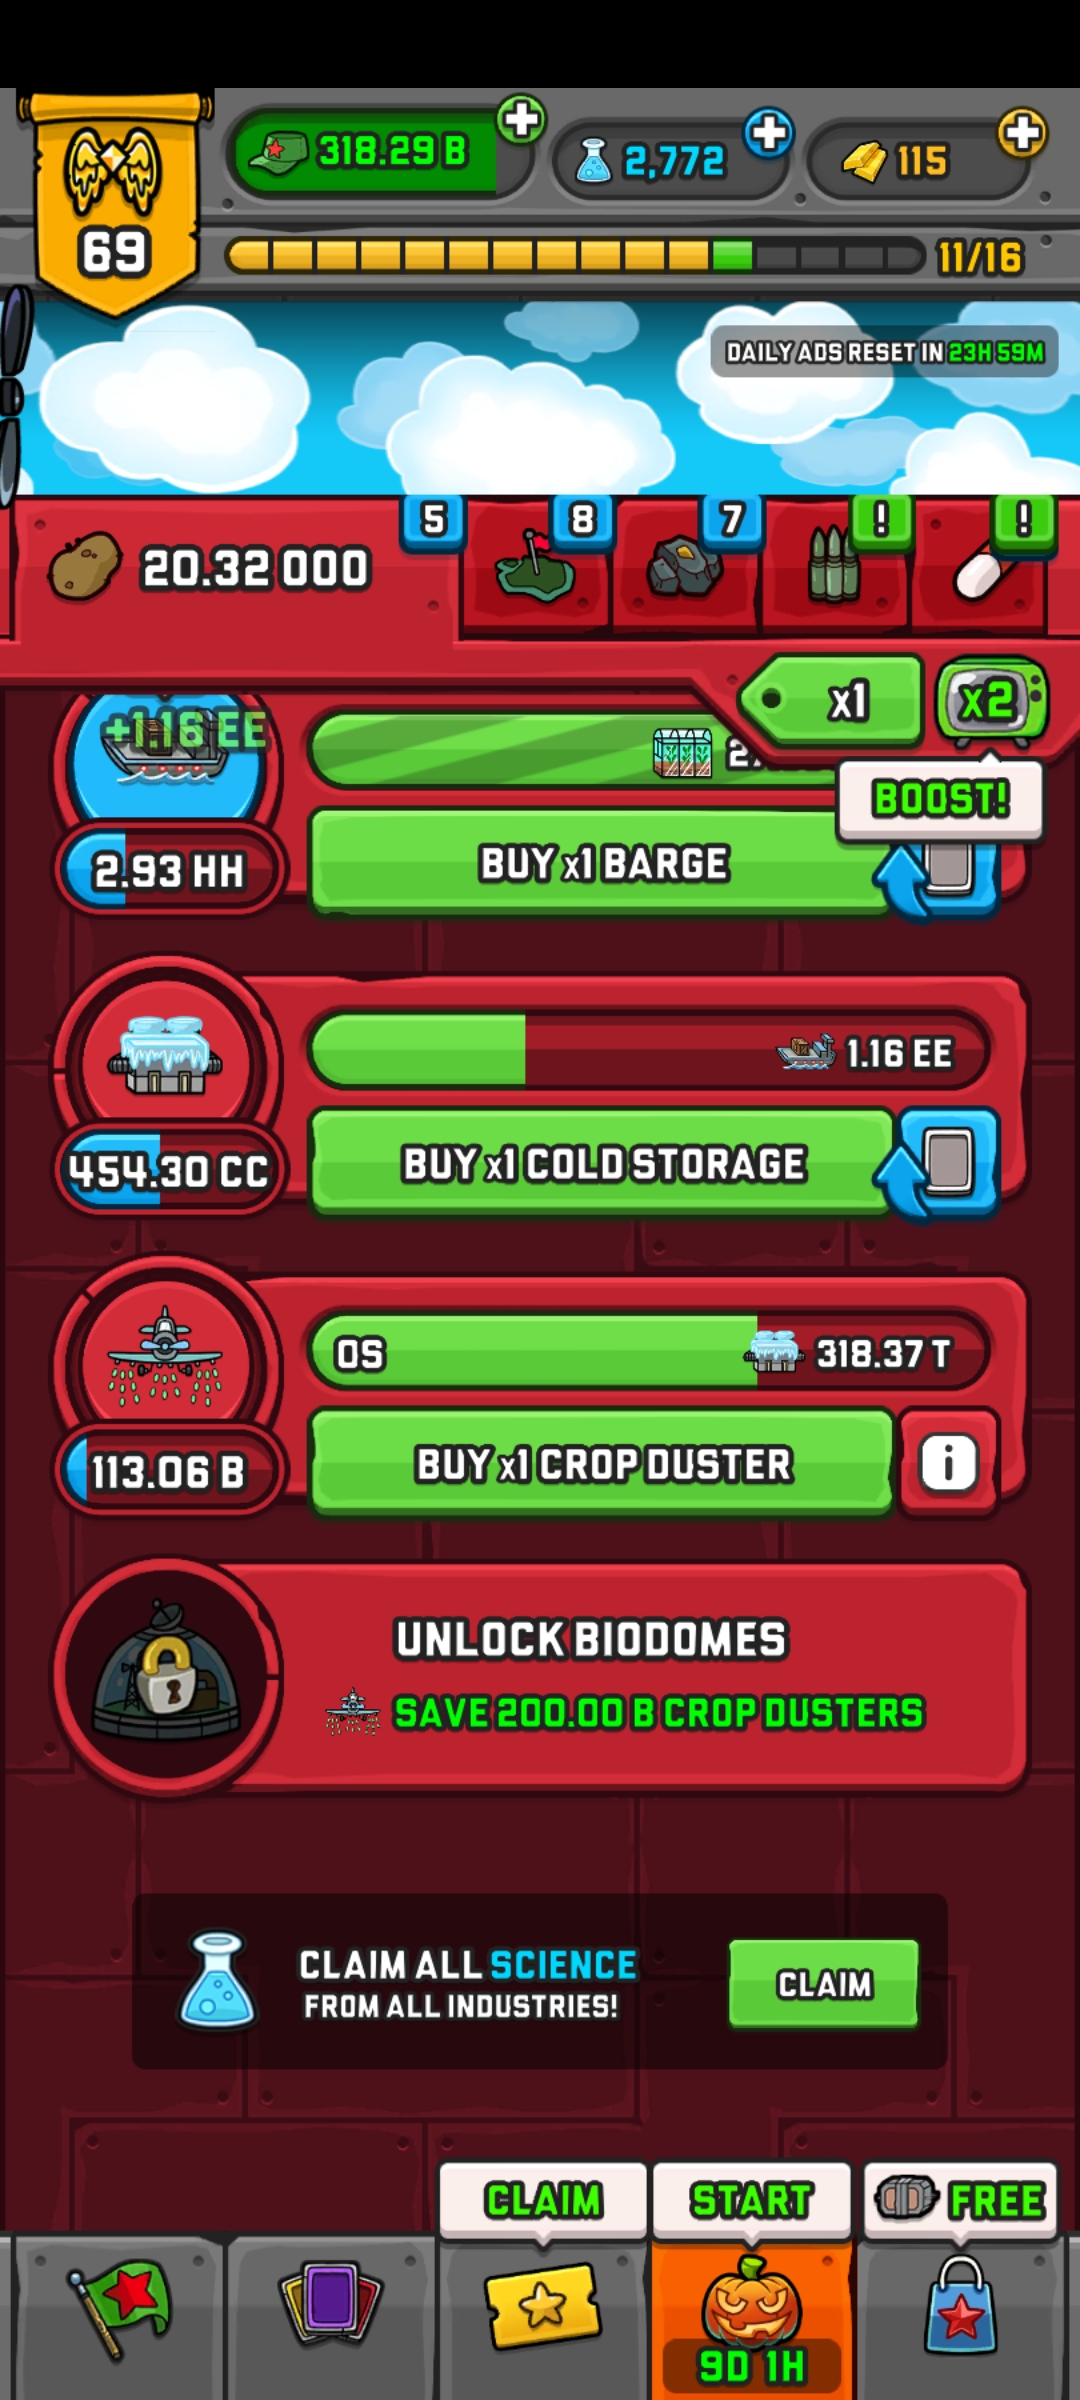 318.29 B
2,772
115
69
11/16
DAILY ADS RESET IN 23H 59M
5
8
7
!
!
20.32 000
x1
x2
+1.16 EE
BOOST!
2.93 HH
BUY x1 BARGE
1.16 EE
454.30 CC
BUY x1 COLD STORAGE
0S
318.37 T
113.06 B
BUY x1 CROP DUSTER
i
UNLOCK BIODOMES
SAVE 200.00 B CROP DUSTERS
CLAIM ALL SCIENCE
FROM ALL INDUSTRIES!
CLAIM
CLAIM
START
FREE
9D 1H